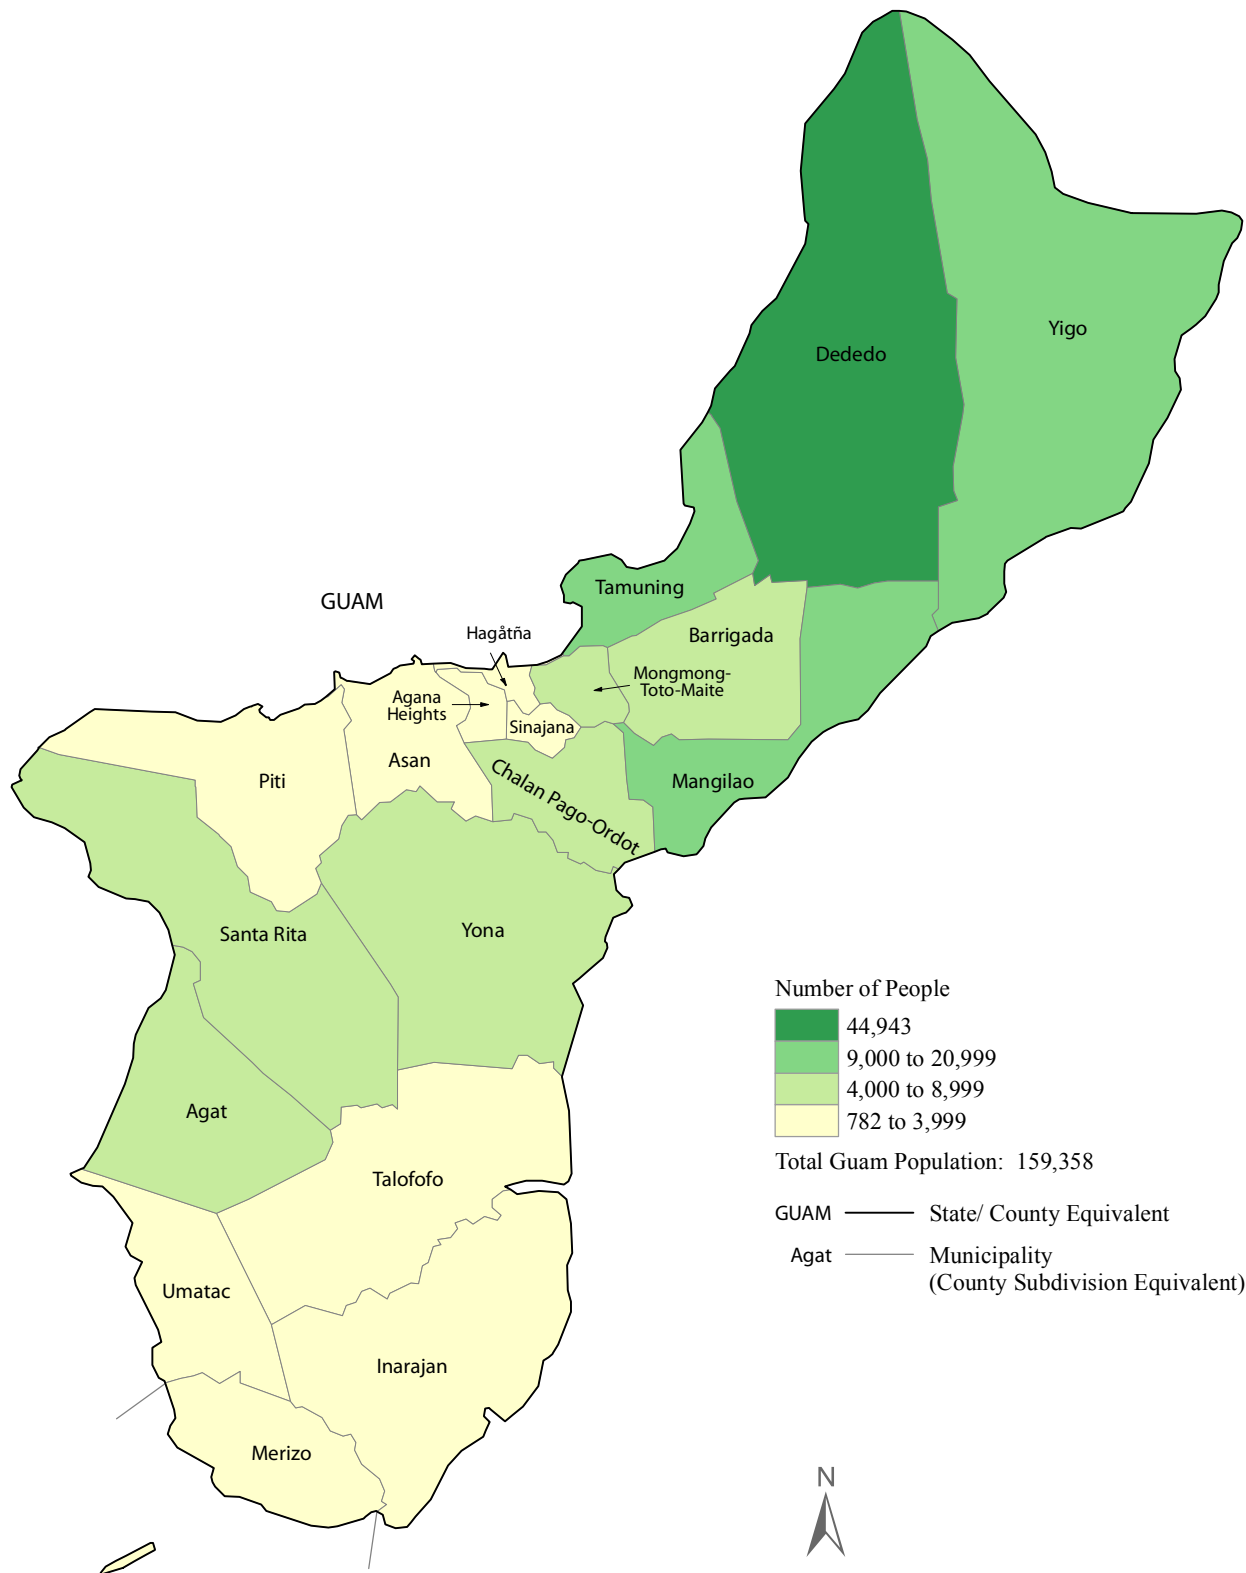 Yigo
Dededo
Tamuning
GUAM
Hagåtña
Barrigada
Mongmong-
Toto-Maite
Agana
Heights
Sinajana
Asan
Piti
Chalan Pago-Ordot
Mangilao
Santa Rita
Yona
Agat
Talofofo
Umatac
Inarajan
Merizo
Number of People
44,943
9,000 to 20,999
4,000 to 8,999
782 to 3,999
Total Guam Population: 159,358
GUAM State/ County Equivalent
Agat Municipality
(County Subdivision Equivalent)
N